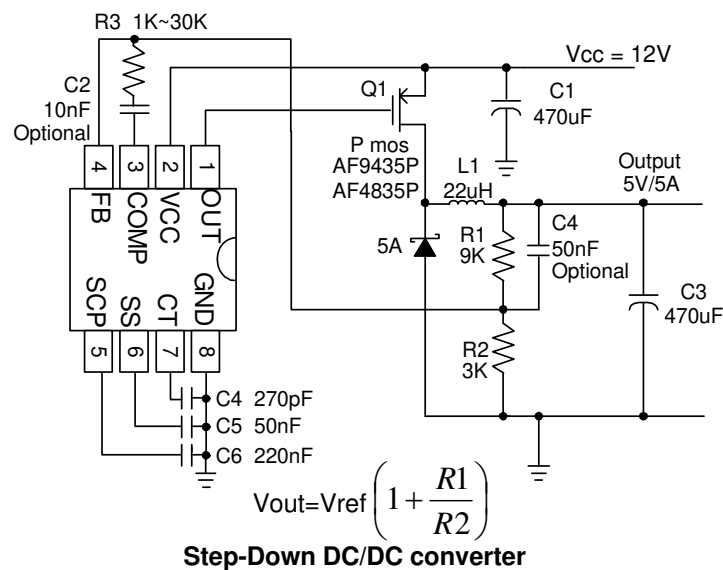 R3 1K~30K
C2
10nF
Optional
Q1
Vcc = 12V
C1
470uF
P mos
AF9435P
AF4835P
L1
22uH
Output
5V/5A
4
3
2
1
FB
COMP
VCC
OUT
SCP
SS
CT
GND
5
6
7
8
5A
R1
9K
C4
50nF
Optional
C3
470uF
R2
3K
C4 270pF
C5 50nF
C6 220nF
Vout=Vref(1+R1/R2)
Step-Down DC/DC converter